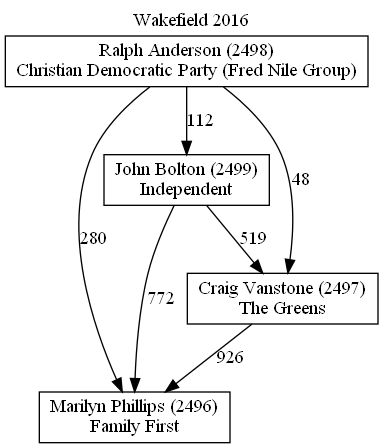 Wakefield 2016
Ralph Anderson (2498)
Christian Democratic Party (Fred Nile Group)
112
John Bolton (2499)
Independent
48
280
519
772
Craig Vanstone (2497)
The Greens
926
Marilyn Phillips (2496)
Family First